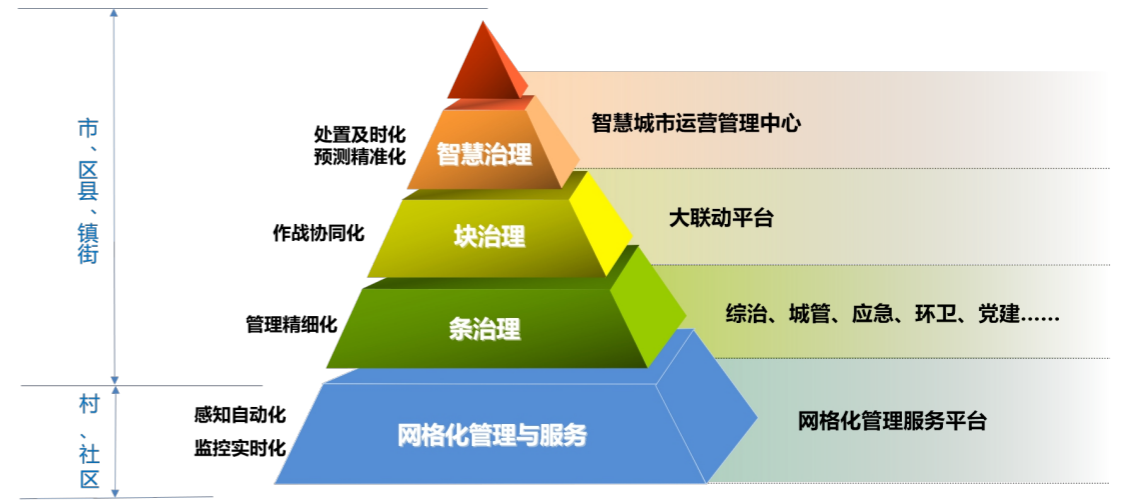 市、区县、镇街
处置及时化
预测精准化
智慧治理
智慧城市运营管理中心
作战协同化
块治理
大联动平台
管理精细化
条治理
综治、城管、应急、环卫、党建……
村、社区
感知自动化
监控实时化
网格化管理与服务
网格化管理服务平台